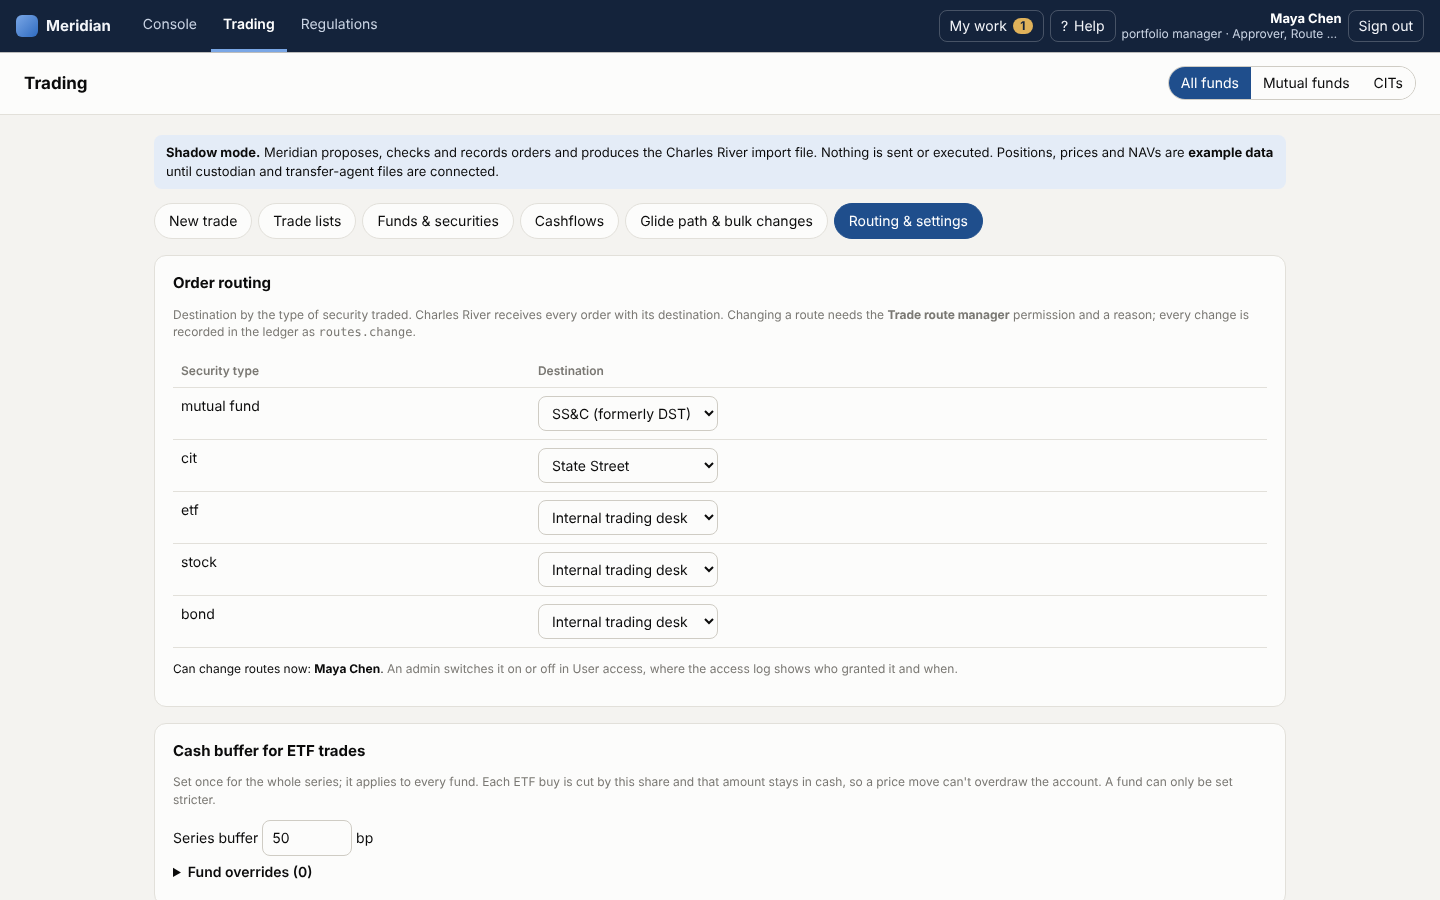 Meridian
Console
Trading
Regulations
My work 1
? Help
Maya Chen
portfolio manager · Approver, Route ...
Sign out
Trading
All funds
Mutual funds
CITs
Shadow mode. Meridian proposes, checks and records orders and produces the Charles River import file. Nothing is sent or executed. Positions, prices and NAVs are example data
until custodian and transfer-agent files are connected.
New trade
Trade lists
Funds & securities
Cashflows
Glide path & bulk changes
Routing & settings
Order routing
Destination by the type of security traded. Charles River receives every order with its destination. Changing a route needs the Trade route manager permission and a reason; every change is
recorded in the ledger as routes.change.
Security type
Destination
mutual fund
SS&C (formerly DST)
cit
State Street
etf
Internal trading desk
stock
Internal trading desk
bond
Internal trading desk
Can change routes now: Maya Chen. An admin switches it on or off in User access, where the access log shows who granted it and when.
Cash buffer for ETF trades
Set once for the whole series; it applies to every fund. Each ETF buy is cut by this share and that amount stays in cash, so a price move can't overdraw the account. A fund can only be set
stricter.
Series buffer 50 bp
Fund overrides (0)